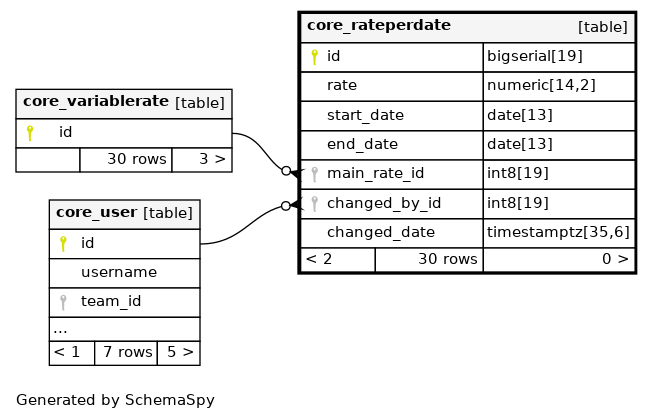 core_rateperdate [table]
id bigserial[19]
rate numeric[14,2]
start_date date[13]
end_date date[13]
main_rate_id int8[19]
changed_by_id int8[19]
changed_date timestamptz[35,6]
< 2 30 rows 0 >
core_variablerate [table]
id
30 rows 3 >
core_user [table]
id
username
team_id
...
< 1 7 rows 5 >
Generated by SchemaSpy